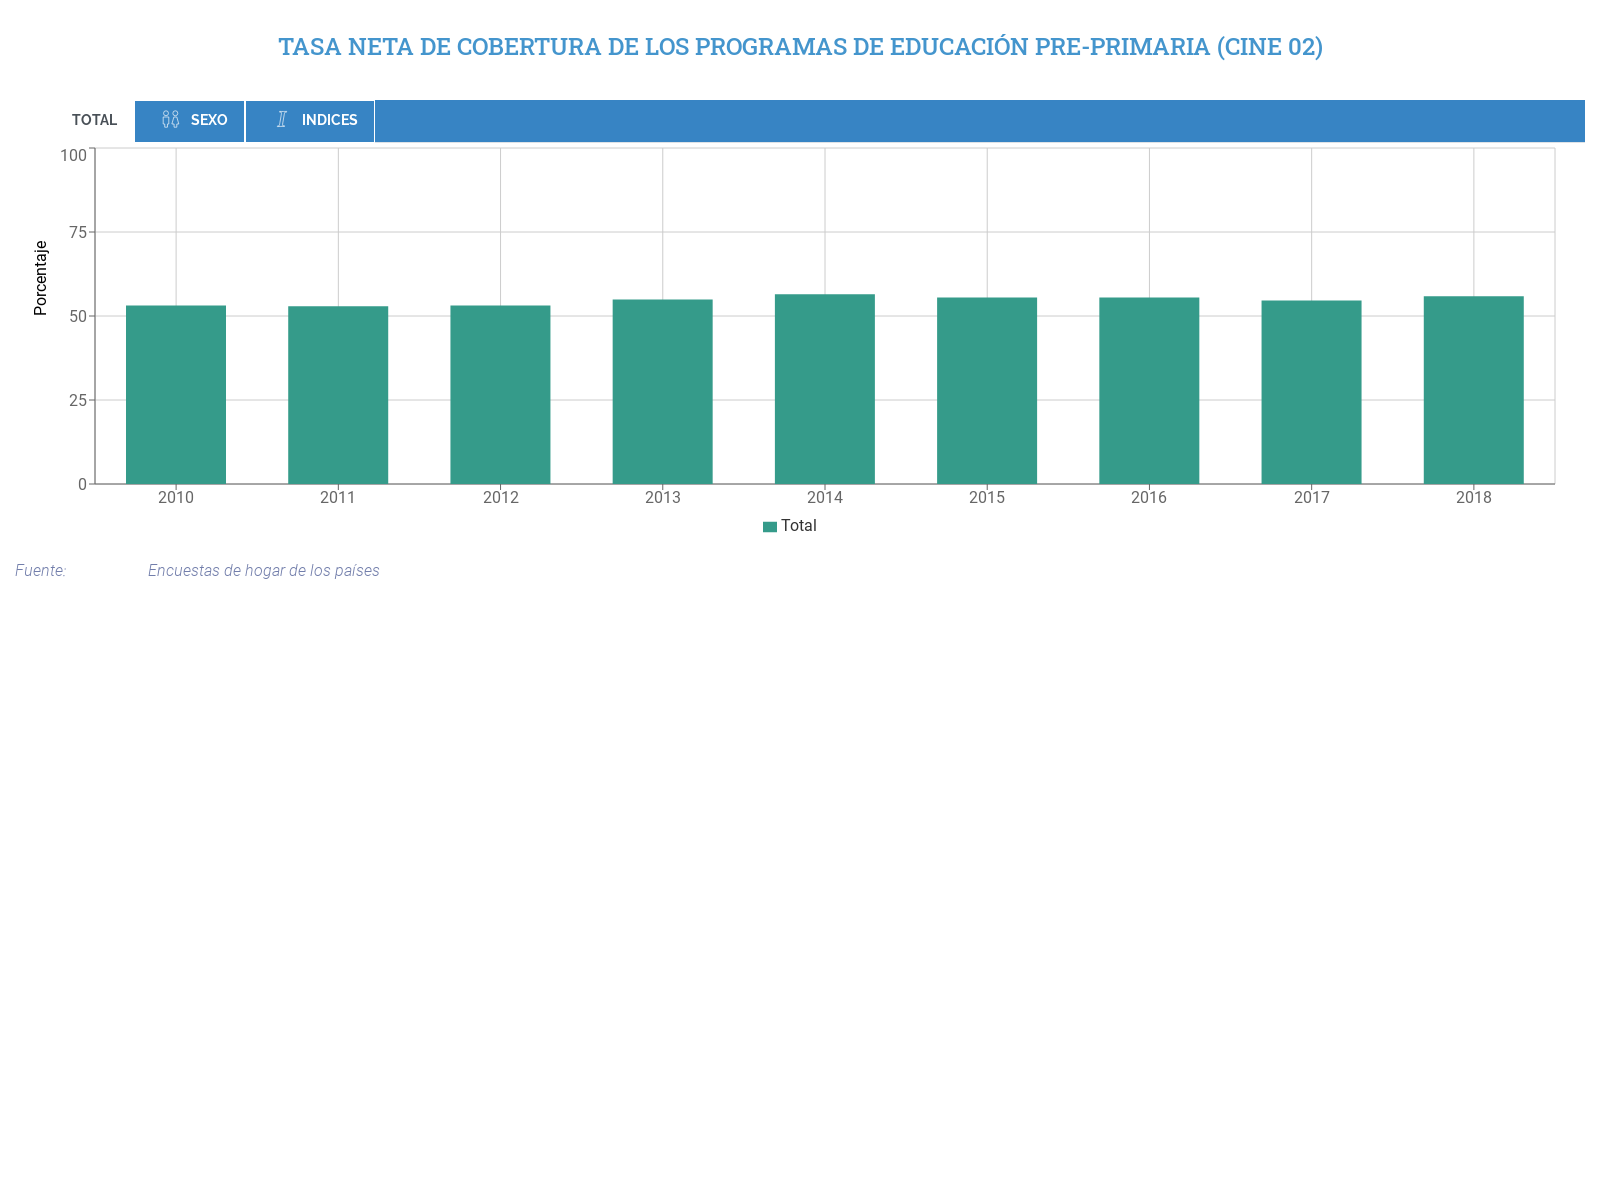 TASA NETA DE COBERTURA DE LOS PROGRAMAS DE EDUCACIÓN PRE-PRIMARIA (CINE 02)
TOTAL SEXO INDICES
Porcentaje
100
75
50
25
0
2010 2011 2012 2013 2014 2015 2016 2017 2018
Total
Fuente: Encuestas de hogar de los países